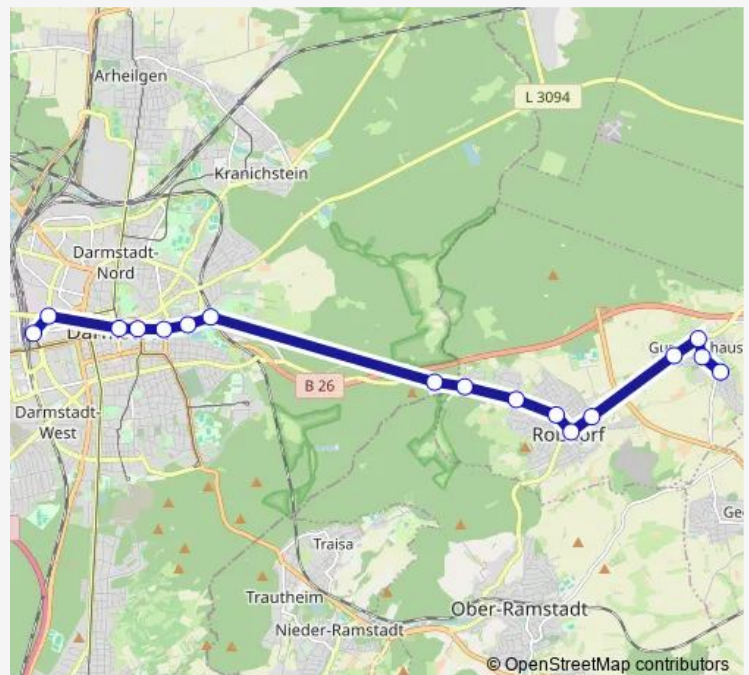 Arheilgen
L 3094
Kranichstein
Darmstadt-
Nord
B 26
Darmstadt-
West
Traisa
Trautheim
Nieder-Ramstadt
Ober-Ramstadt
© OpenStreetMap contributors